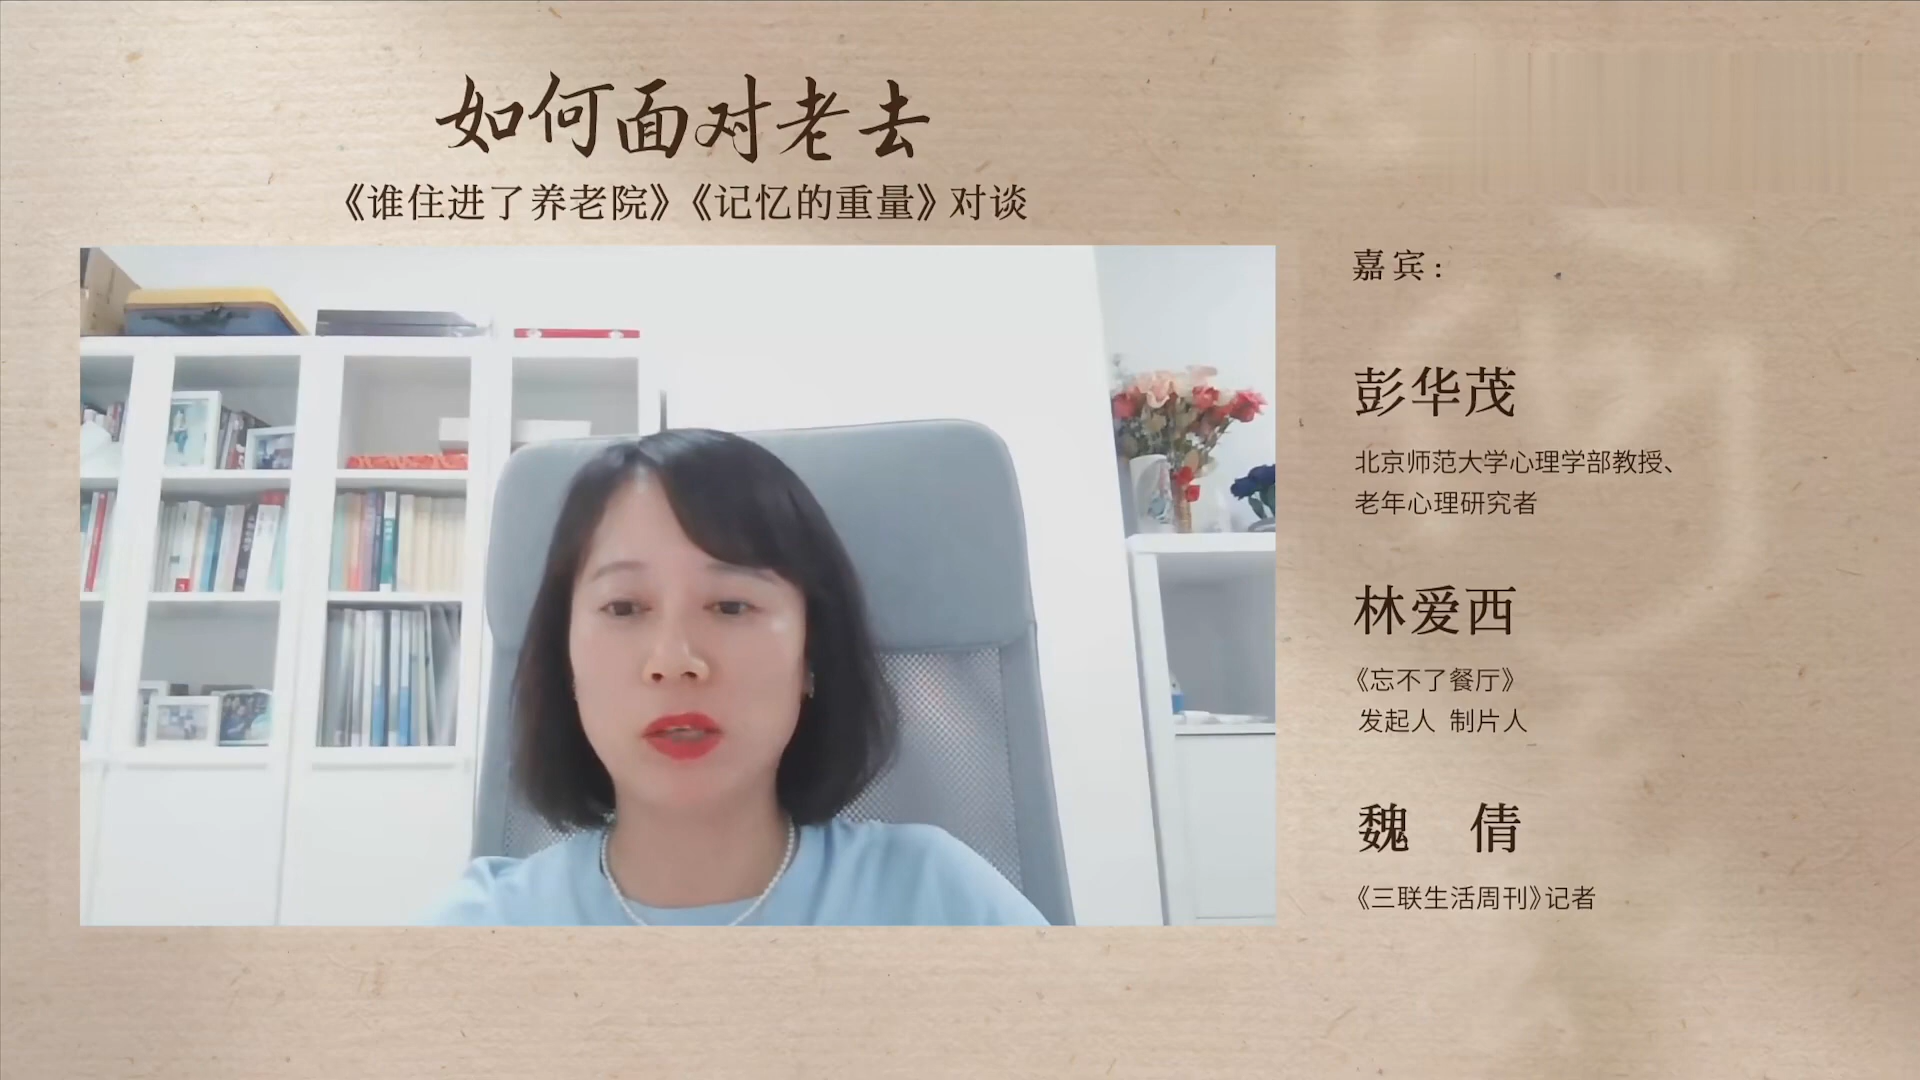 如何面对老去
《谁住进了养老院》《记忆的重量》对谈
嘉宾：
彭华茂
北京师范大学心理学部教授、
老年心理研究者
林爱西
《忘不了餐厅》
发起人 制片人
魏 倩
《三联生活周刊》记者